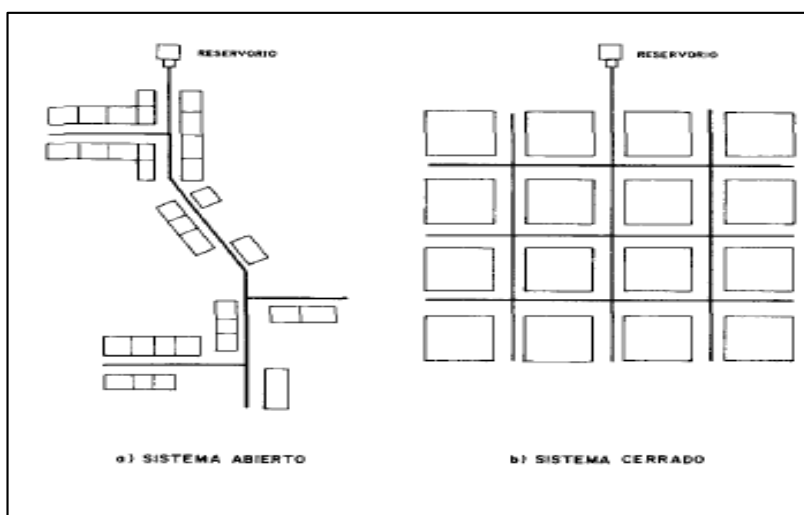 RESERVORIO
RESERVORIO
a) SISTEMA ABIERTO
b) SISTEMA CERRADO